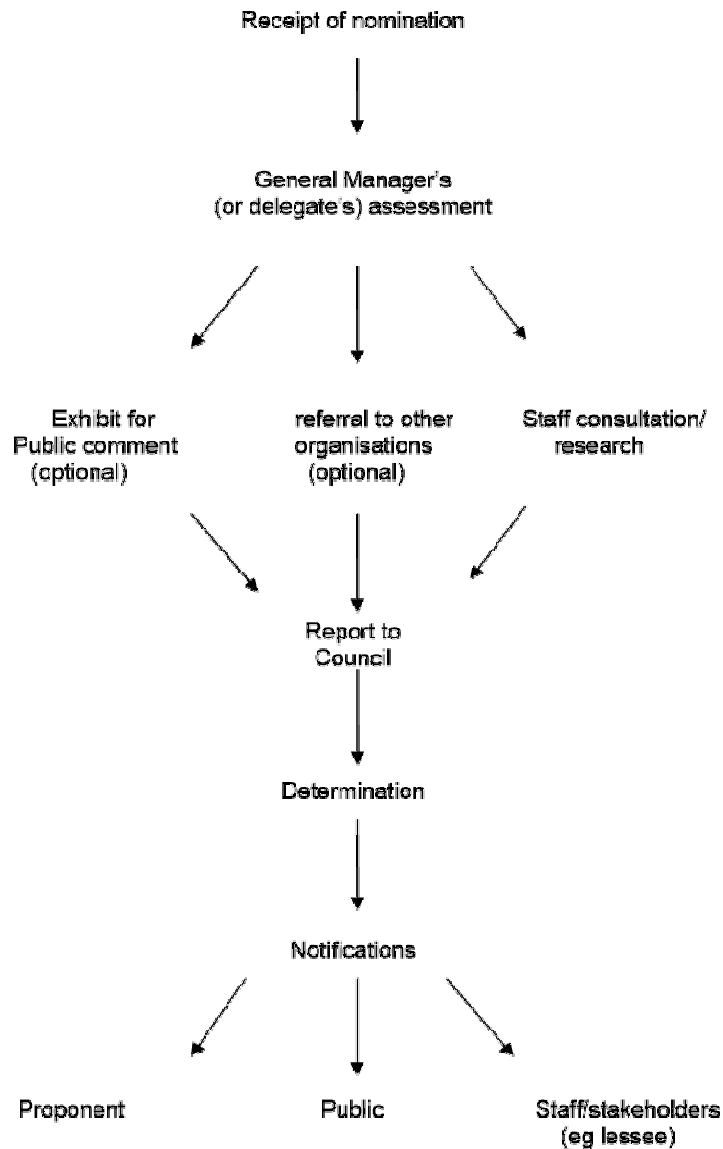 Receipt of nomination
General Manager's
(or delegate's) assessment
Exhibit for
Public comment
(optional)
referral to other
organisations
(optional)
Staff consultation/
research
Report to
Council
Determination
Notifications
Proponent
Public
Staff/stakeholders
(eg lessee)